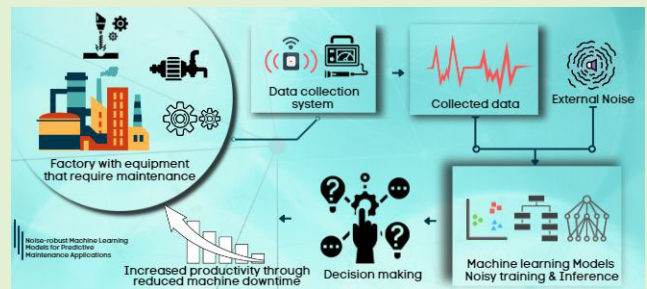 Data collection
system
Collected data
External Noise
Factory with equipment
that require maintenance
Noise-robust Machine Learning
Models for Predictive
Maintenance Applications
Increased productivity through
reduced machine downtime
Decision making
Machine learning Models
Noisy training & Inference